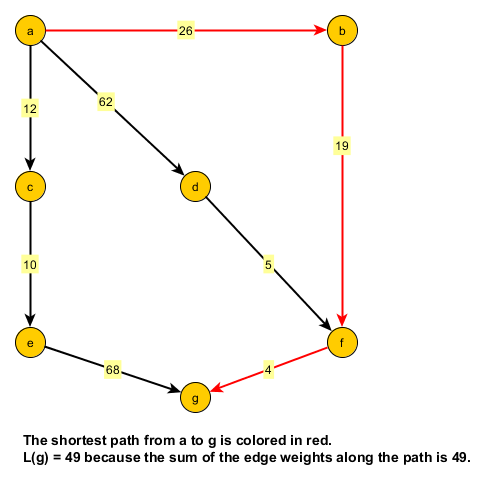 a
26
b
12
62
19
c
d
10
5
e
68
4
f
g
The shortest path from a to g is colored in red.
L(g) = 49 because the sum of the edge weights along the path is 49.